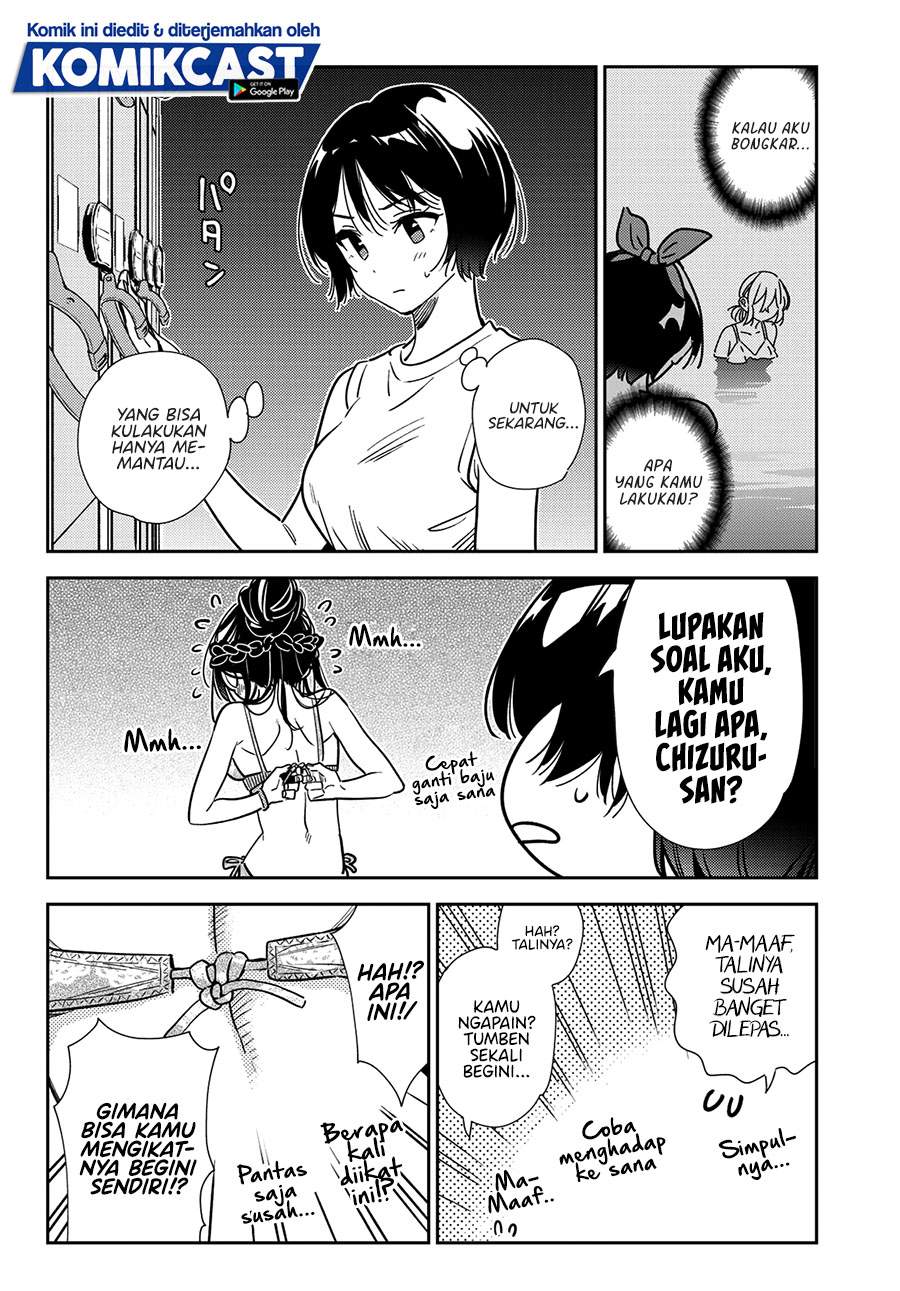 Komik ini diedit & diterjemahkan oleh
KOMIKCAST
GET IT ON
Google Play
KALAU AKU
BONGKAR...
APA
YANG KAMU
LAKUKAN?
パタン
UNTUK
SEKARANG...
YANG BISA
KULAKUKAN
HANYA ME-
MANTAU...
LUPAKAN
SOAL AKU,
KAMU
LAGI APA,
CHIZURU-
SAN?
Cepat
ganti baju
saja sana
Mmh...
Mmh...
MA-MAAF,
TALINYA
SUSAH
BANGET
DILEPAS...
Simpul-
nya...
HAH?
TALINYA?
KAMU
NGAPAIN?
TUMBEN
SEKALI
BEGINI...
Coba
menghadap
ke sana
Ma-
Maaf..
HAH!?
APA
INI!/
Berapa
kali
diikat
ini!?
Pantas
saja
susah...
GIMANA
BISA KAMU
MENGIKAT-
NYA BEGINI
SENDIRI!?